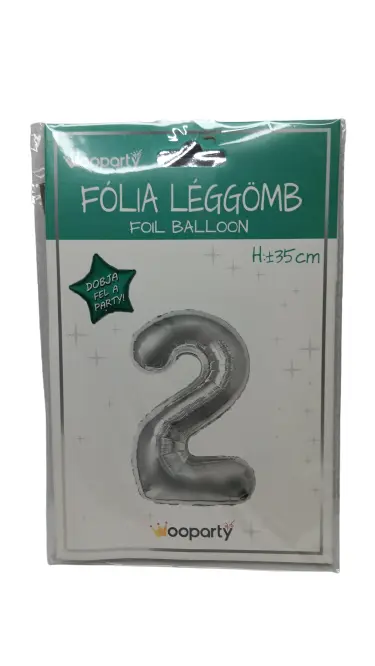 Wooparty
FÓLIA LÉGGÖMB
FOIL BALLOON
H:±35cm
DOBJA
FEL A
PARTY!
2
Wooparty